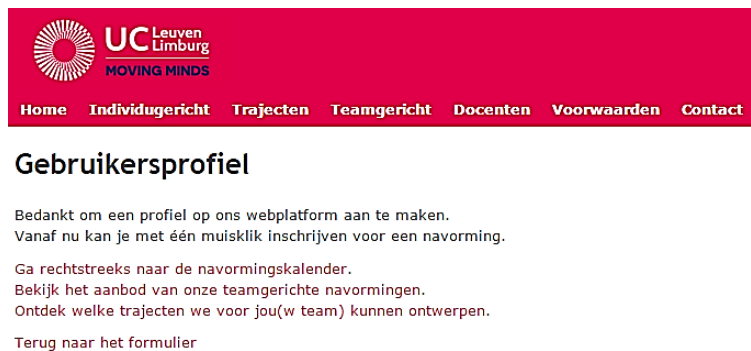 UC Leuven
Limburg
MOVING MINDS
Home Individugericht Trajecten Teamgericht Docenten Voorwaarden Contact
Gebruikersprofiel
Bedankt om een profiel op ons webplatform aan te maken.
Vanaf nu kan je met één muisklik inschrijven voor een navorming.
Ga rechtstreeks naar de navormingskalender.
Bekijk het aanbod van onze teamgerichte navormingen.
Ontdek welke trajecten we voor jou(w team) kunnen ontwerpen.
Terug naar het formulier